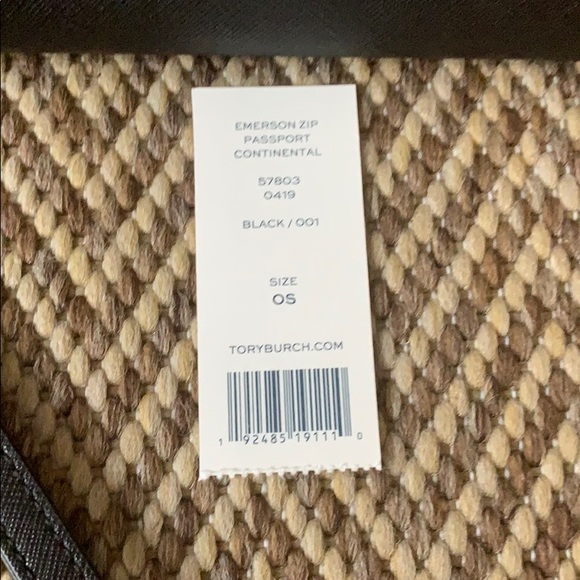 EMERSON ZIP
PASSPORT
CONTINENTAL
57803
0419
BLACK / 001
SIZE
OS
TORYBURCH.COM
1 92485 19111 0